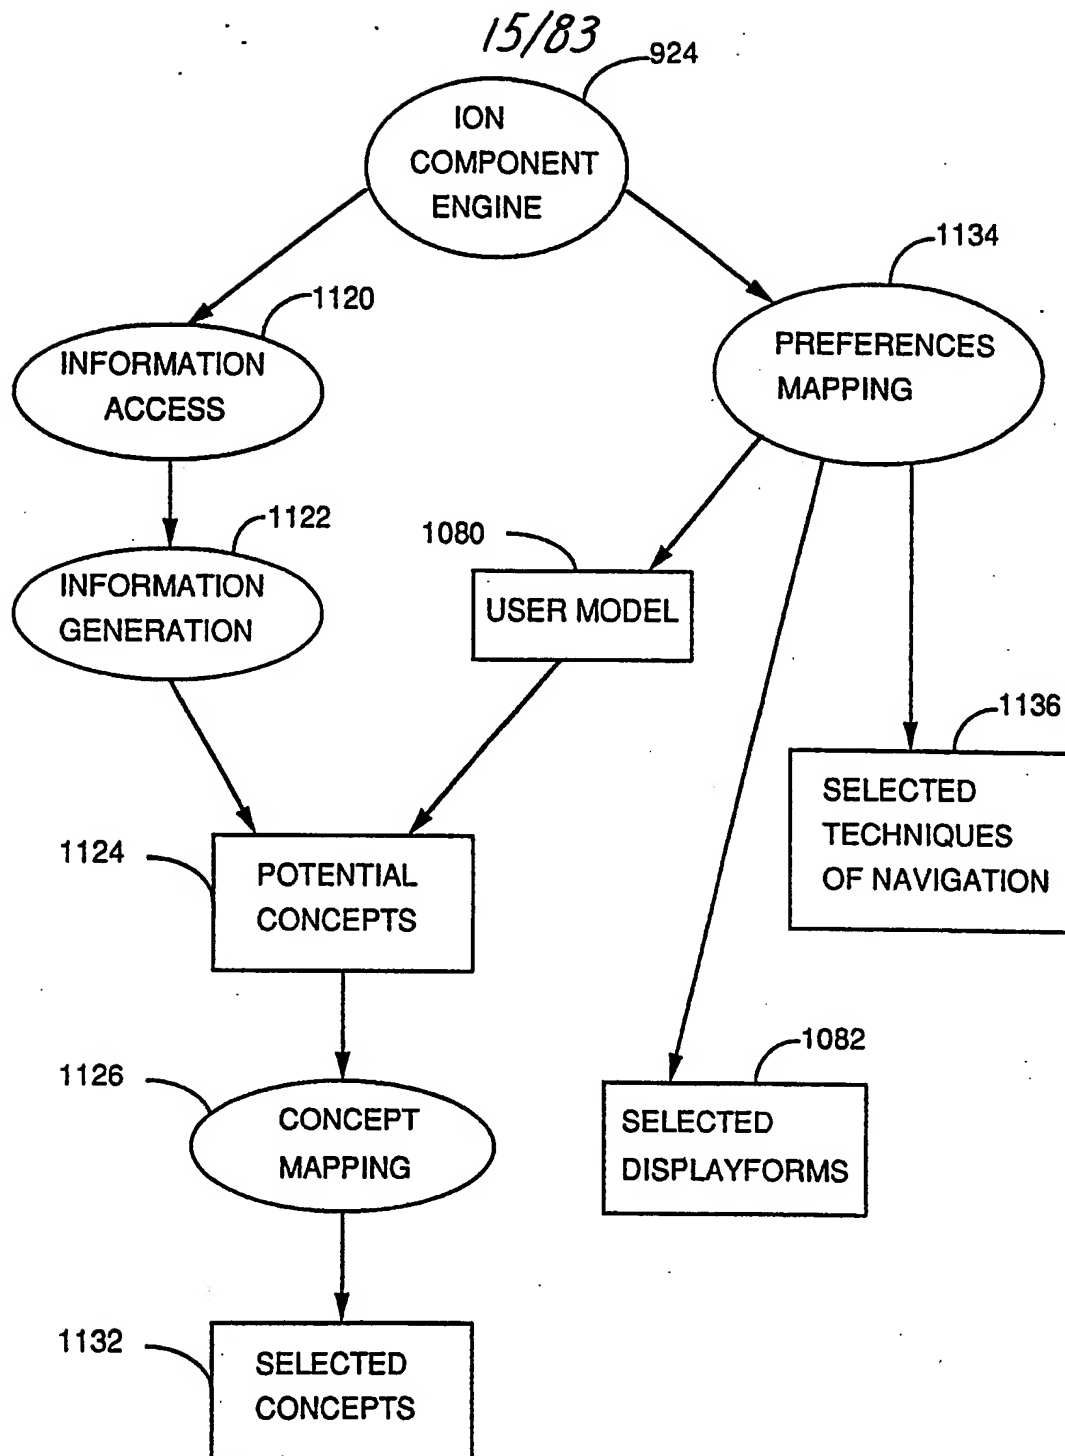 15/83
924
ION
COMPONENT
ENGINE
1134
1120
PREFERENCES
MAPPING
INFORMATION
ACCESS
1122
1080
INFORMATION
GENERATION
USER MODEL
1136
SELECTED
TECHNIQUES
OF NAVIGATION
1124
POTENTIAL
CONCEPTS
1082
1126
CONCEPT
MAPPING
SELECTED
DISPLAYFORMS
1132
SELECTED
CONCEPTS